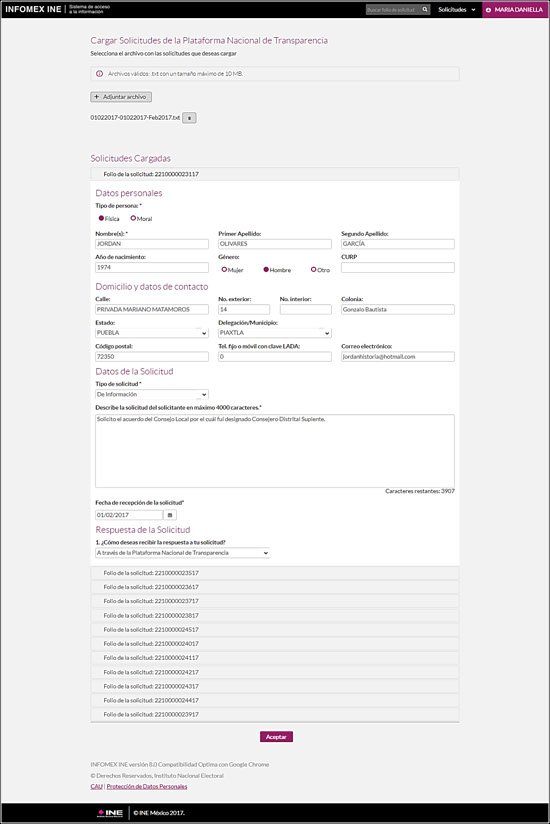 INFOMEX INE | Sistema de acceso a la información
Buscar folio de solicitud
Solicitudes
MARIA DANIELLA
Cargar Solicitudes de la Plataforma Nacional de Transparencia
Selecciona el archivo con las solicitudes que deseas cargar
Archivos válidos: .txt con un tamaño máximo de 10 MB.
+ Adjuntar archivo
01022017-01022017-Feb2017.txt
Solicitudes Cargadas
Folio de la solicitud: 2210000023117
Datos personales
Tipo de persona: *
Física Moral
Nombre(s): * Primer Apellido: Segundo Apellido:
JORDAN OLIVARES GARCÍA
Año de nacimiento: Género: CURP
1974 Mujer Hombre Otro
Domicilio y datos de contacto
Calle: No. exterior: No. interior: Colonia:
PRIVADA MARIANO MATAMOROS 14 Gonzalo Bautista
Estado: Delegación/Municipio:
PUEBLA PIAXTLA
Código postal: Tel. fijo o móvil con clave LADA: Correo electrónico:
72350 0 jordanhistoria@hotmail.com
Datos de la Solicitud
Tipo de solicitud *
De Información
Describe la solicitud del solicitante en máximo 4000 caracteres.*
Solicito el acuerdo del Consejo Local por el cuál fui designado Consejero Distrital Suplente.
Caracteres restantes: 3907
Fecha de recepción de la solicitud*
01/02/2017
Respuesta de la Solicitud
1. ¿Cómo deseas recibir la respuesta a tu solicitud?
A través de la Plataforma Nacional de Transparencia
Folio de la solicitud: 2210000023517
Folio de la solicitud: 2210000023617
Folio de la solicitud: 2210000023717
Folio de la solicitud: 2210000023817
Folio de la solicitud: 2210000024517
Folio de la solicitud: 2210000024017
Folio de la solicitud: 2210000024117
Folio de la solicitud: 2210000024217
Folio de la solicitud: 2210000024317
Folio de la solicitud: 2210000024417
Folio de la solicitud: 2210000023917
Aceptar
INFOMEX INE versión 8.0 Compatibilidad Optima con Google Chrome
© Derechos Reservados, Instituto Nacional Electoral
CAU | Protección de Datos Personales
INE | © INE México 2017.